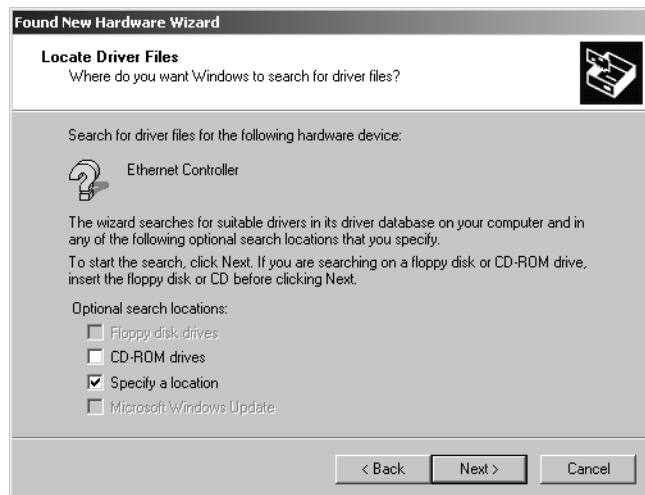 Found New Hardware Wizard
Locate Driver Files
Where do you want Windows to search for driver files?
Search for driver files for the following hardware device:
Ethernet Controller
The wizard searches for suitable drivers in its driver database on your computer and in
any of the following optional search locations that you specify.
To start the search, click Next. If you are searching on a floppy disk or CD-ROM drive,
insert the floppy disk or CD before clicking Next.
Optional search locations:
Floppy disk drives
CD-ROM drives
Specify a location
Microsoft Windows Update
< Back Next > Cancel